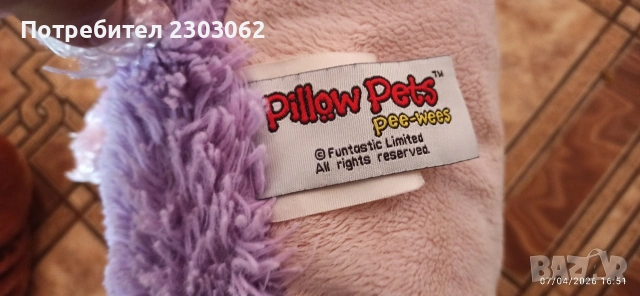 Потребител 2303062
Pillow Pets™
pee-wees
© Funtastic Limited
All rights reserved.
BAZAR
07/04/2026 16:51